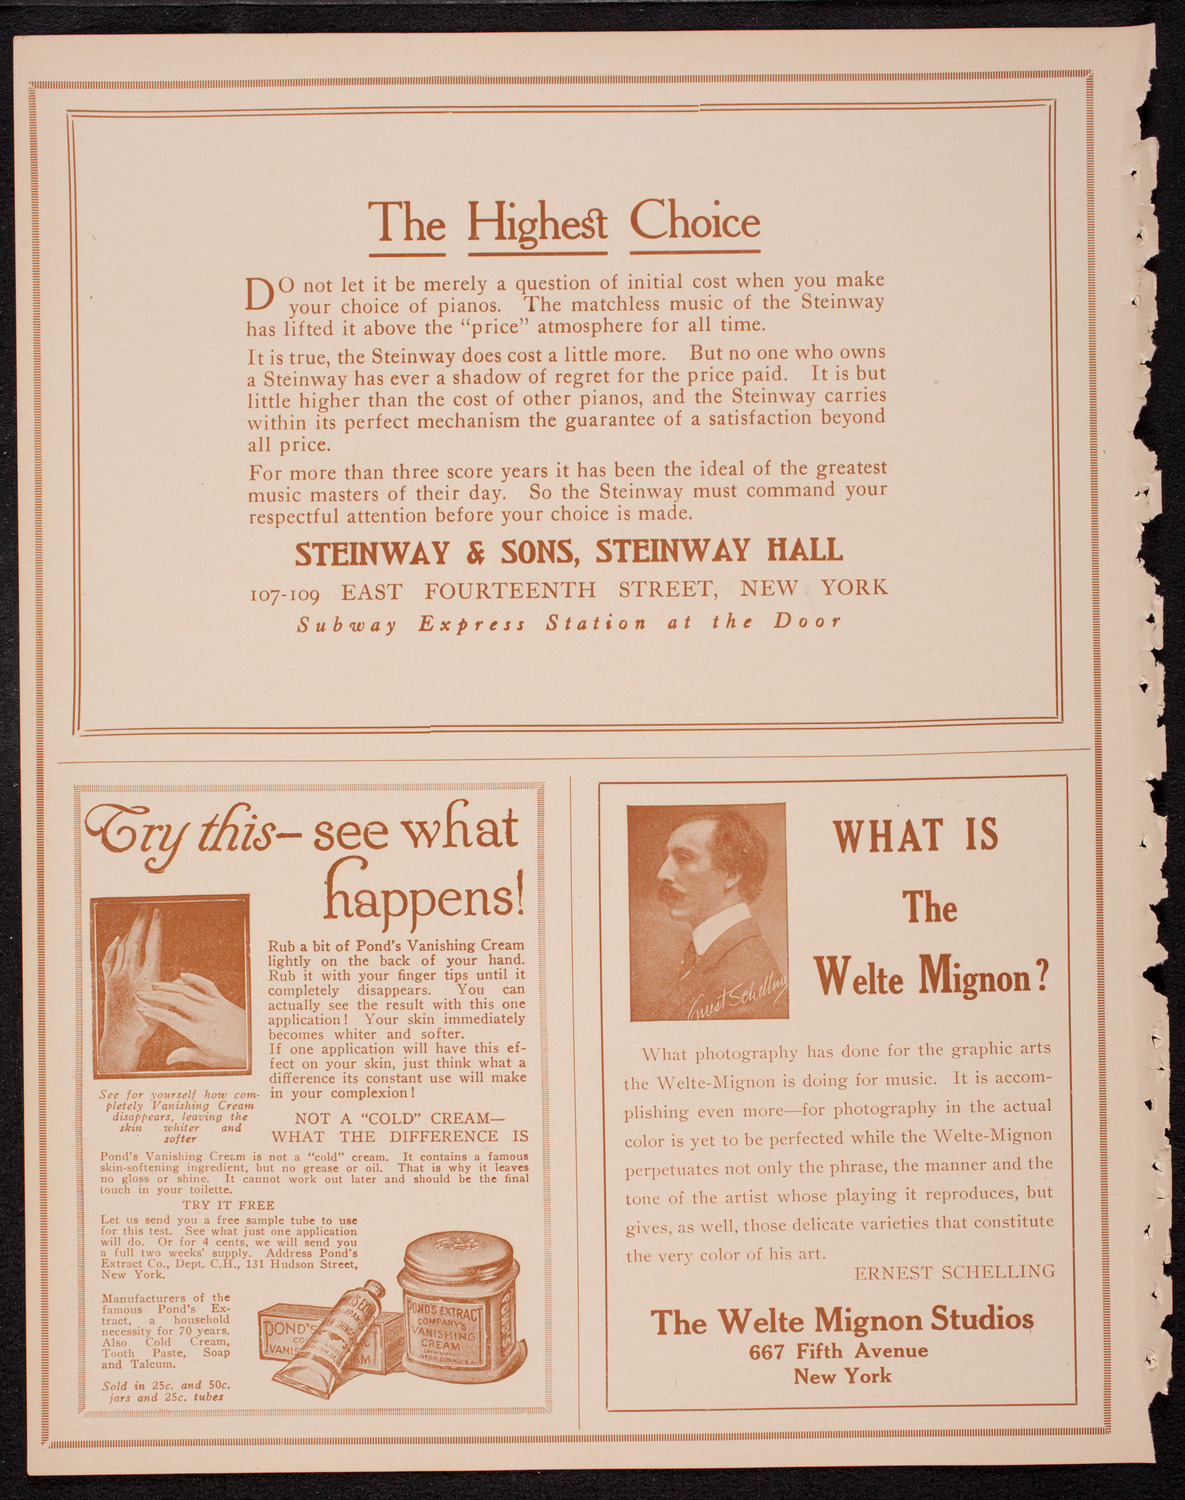 The Highest Choice
DO not let it be merely a question of initial cost when you make
your choice of pianos. The matchless music of the Steinway
has lifted it above the “price” atmosphere for all time.
It is true, the Steinway does cost a little more. But no one who owns
a Steinway has ever a shadow of regret for the price paid. It is but
little higher than the cost of other pianos, and the Steinway carries
within its perfect mechanism the guarantee of a satisfaction beyond
all price.
For more than three score years it has been the ideal of the greatest
music masters of their day. So the Steinway must command your
respectful attention before your choice is made.
STEINWAY & SONS, STEINWAY HALL
107-109 EAST FOURTEENTH STREET, NEW YORK
Subway Express Station at the Door
Try this—see what
happens!
Rub a bit of Pond's Vanishing Cream
lightly on the back of your hand.
Rub it with your finger tips until it
completely disappears. You can
actually see the result with this one
application! Your skin immediately
becomes whiter and softer.
If one application will have this ef-
fect on your skin, just think what a
difference its constant use will make
in your complexion!
See for yourself how com-
pletely Vanishing Cream
disappears, leaving the
skin whiter and
softer
NOT A “COLD” CREAM—
WHAT THE DIFFERENCE IS
Pond's Vanishing Cream is not a “cold” cream. It contains a famous
skin-softening ingredient, but no grease or oil. That is why it leaves
no gloss or shine. It cannot work out later and should be the final
touch in your toilette.
TRY IT FREE
Let us send you a free sample tube to use
for this test. See what just one application
will do. Or for 4 cents, we will send you
a full two weeks' supply. Address Pond's
Extract Co., Dept. C.H., 131 Hudson Street,
New York.
Manufacturers of the
famous Pond's Ex-
tract, a household
necessity for 70 years.
Also Cold Cream,
Tooth Paste, Soap
and Talcum.
Sold in 25c. and 50c.
jars and 25c. tubes
POND'S
VANIS
POND'S EXTRACT
COMPANY'S
VANISHING
CREAM
Ernest Schelling
WHAT IS
The
Welte Mignon?
What photography has done for the graphic arts
the Welte-Mignon is doing for music. It is accom-
plishing even more—for photography in the actual
color is yet to be perfected while the Welte-Mignon
perpetuates not only the phrase, the manner and the
tone of the artist whose playing it reproduces, but
gives, as well, those delicate varieties that constitute
the very color of his art.
ERNEST SCHELLING
The Welte Mignon Studios
667 Fifth Avenue
New York